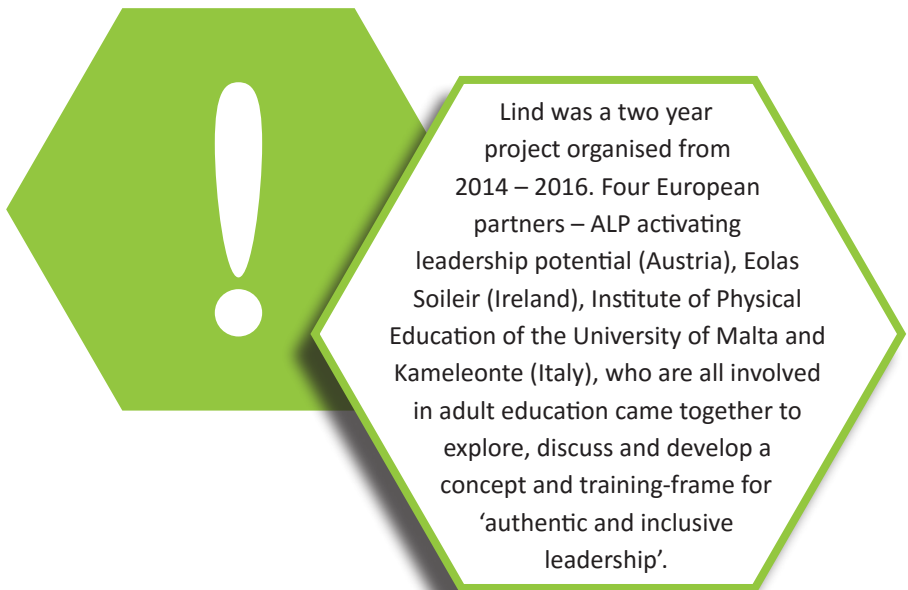 !
Lind was a two year
project organised from
2014 – 2016. Four European
partners – ALP activating
leadership potential (Austria), Eolas
Soileir (Ireland), Institute of Physical
Education of the University of Malta and
Kameleonte (Italy), who are all involved
in adult education came together to
explore, discuss and develop a
concept and training-frame for
‘authentic and inclusive
leadership’.